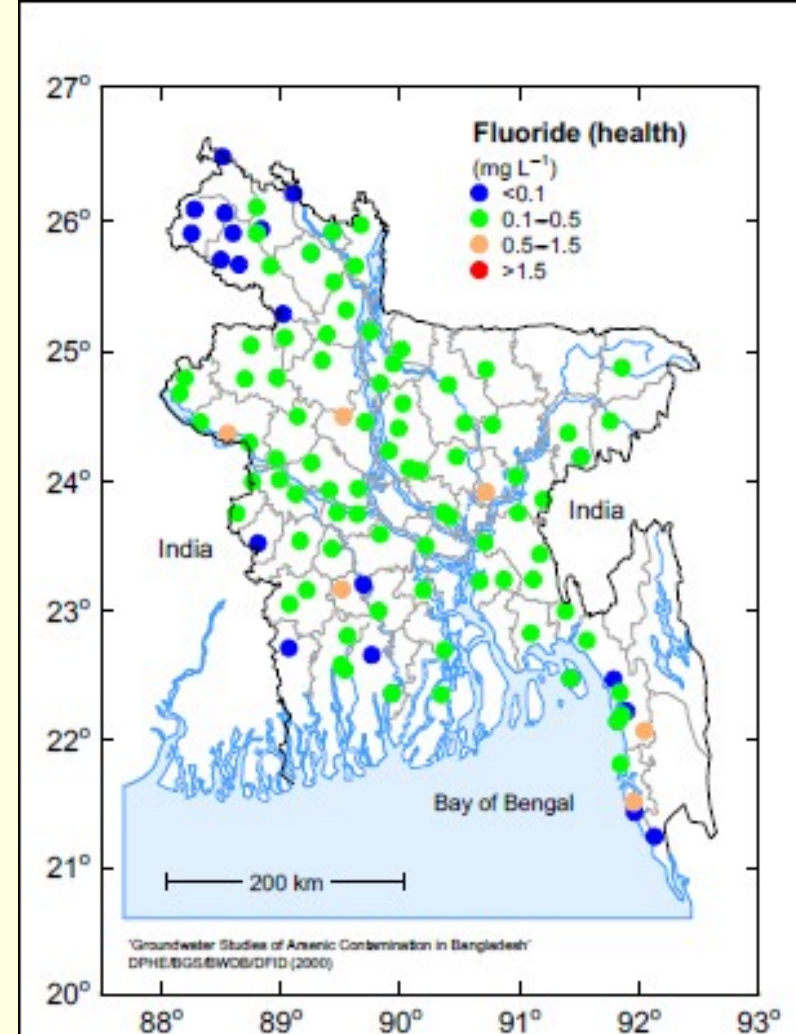 27°
26°
25°
24°
23°
22°
21°
20°
Fluoride (health)
(mg L⁻¹)
<0.1
0.1–0.5
0.5–1.5
>1.5
India
India
Bay of Bengal
200 km
'Groundwater Studies of Arsenic Contamination in Bangladesh'
DPHE/BGS/BWDB/DFID (2000)
88° 89° 90° 91° 92° 93°